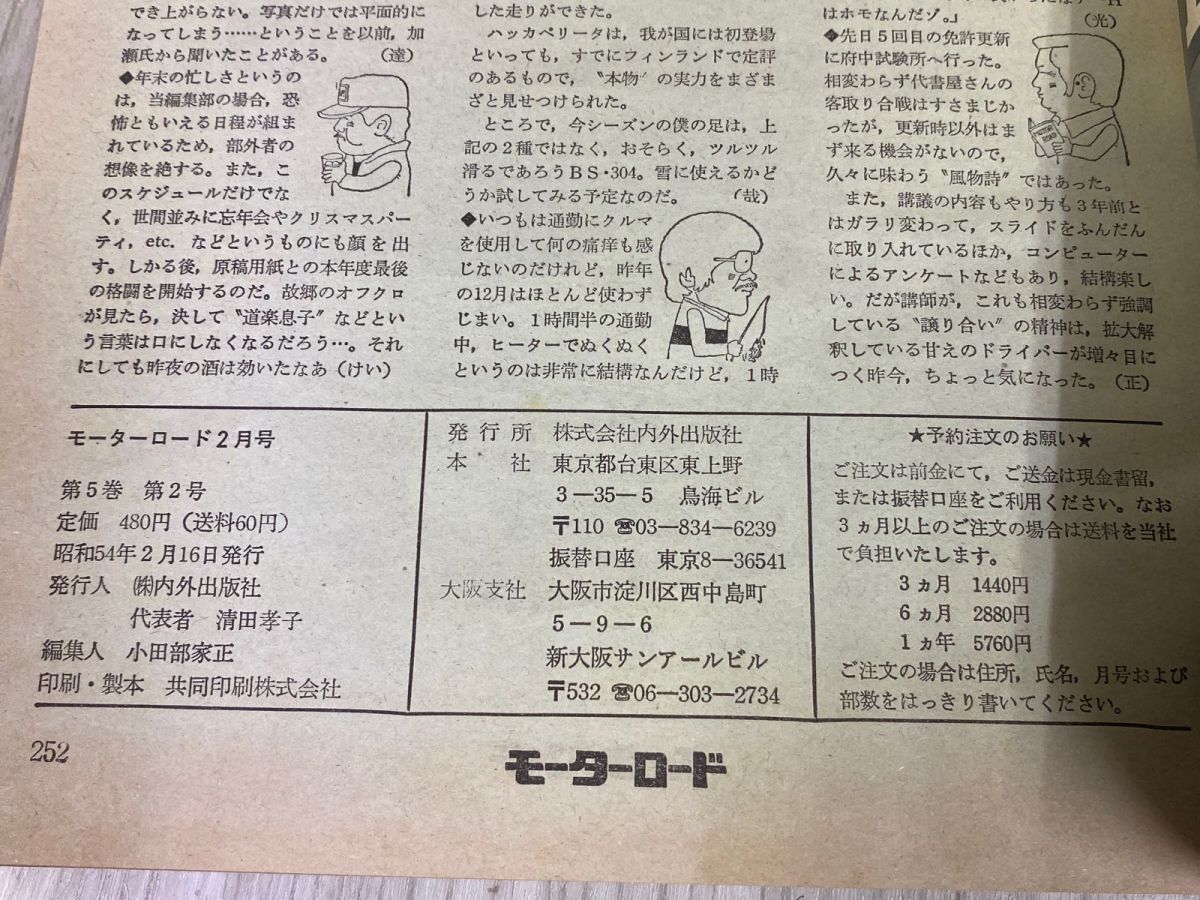 でき上がらない。写真だけでは平面的に
なってしまう……ということを以前，加
瀬氏から聞いたことがある。　（達）
◆年末の忙しさというの
は，当編集部の場合，恐
怖ともいえる日程が組ま
れているため，部外者の
想像を絶する。また，こ
のスケジュールだけでな
く，世間並みに忘年会やクリスマスパー
ティ，etc. などというものにも顔を出
す。しかる後，原稿用紙との本年度最後
の格闘を開始するのだ。故郷のオフクロ
が見たら，決して〝道楽息子〟などとい
う言葉は口にしなくなるだろう…。それ
にしても昨夜の酒は効いたなあ（けい）
した走りができた。
ハッカペリータは，我が国には初登場
といっても，すでにフィンランドで定評
のあるもので，〝本物〟の実力をまざま
ざと見せつけられた。
ところで，今シーズンの僕の足は，上
記の２種ではなく，おそらく，ツルツル
滑るであろうＢＳ・304。雪に使えるかど
うか試してみる予定なのだ。　（哉）
◆いつもは通勤にクルマ
を使用して何の痛痒も感
じないのだけれど，昨年
の12月はほとんど使わず
じまい。１時間半の通勤
中，ヒーターでぬくぬく
というのは非常に結構なんだけど，１時
はホモなんだゾ。」
（光）
◆先日５回目の免許更新
に府中試験所へ行った。
相変わらず代書屋さんの
客取り合戦はすさまじか
ったが，更新時以外はま
ず来る機会がないので，
久々に味わう〝風物詩〟ではあった。
また，講議の内容もやり方も３年前と
はガラリ変わって，スライドをふんだん
に取り入れているほか，コンピューター
によるアンケートなどもあり，結構楽し
い。だが講師が，これも相変わらず強調
している〝譲り合い〟の精神は，拡大解
釈している甘えのドライバーが増々目に
つく昨今，ちょっと気になった。（正）
MOTOR
ROAD
モーターロード２月号
第５巻　第２号
定価　480円（送料60円）
昭和54年２月16日発行
発行人　㈱内外出版社
代表者　清田孝子
編集人　小田部家正
印刷・製本　共同印刷株式会社
発行所　株式会社内外出版社
本　社　東京都台東区東上野
３―35―５　鳥海ビル
〒110 ☎03―834―6239
振替口座　東京8―36541
大阪支社　大阪市淀川区西中島町
５―９―６
新大阪サンアールビル
〒532 ☎06―303―2734
★予約注文のお願い★
ご注文は前金にて，ご送金は現金書留，
または振替口座をご利用ください。なお
３ヵ月以上のご注文の場合は送料を当社
で負担いたします。
３ヵ月　1440円
６ヵ月　2880円
１ヵ年　5760円
ご注文の場合は住所，氏名，月号および
部数をはっきり書いてください。
252
モーターロード